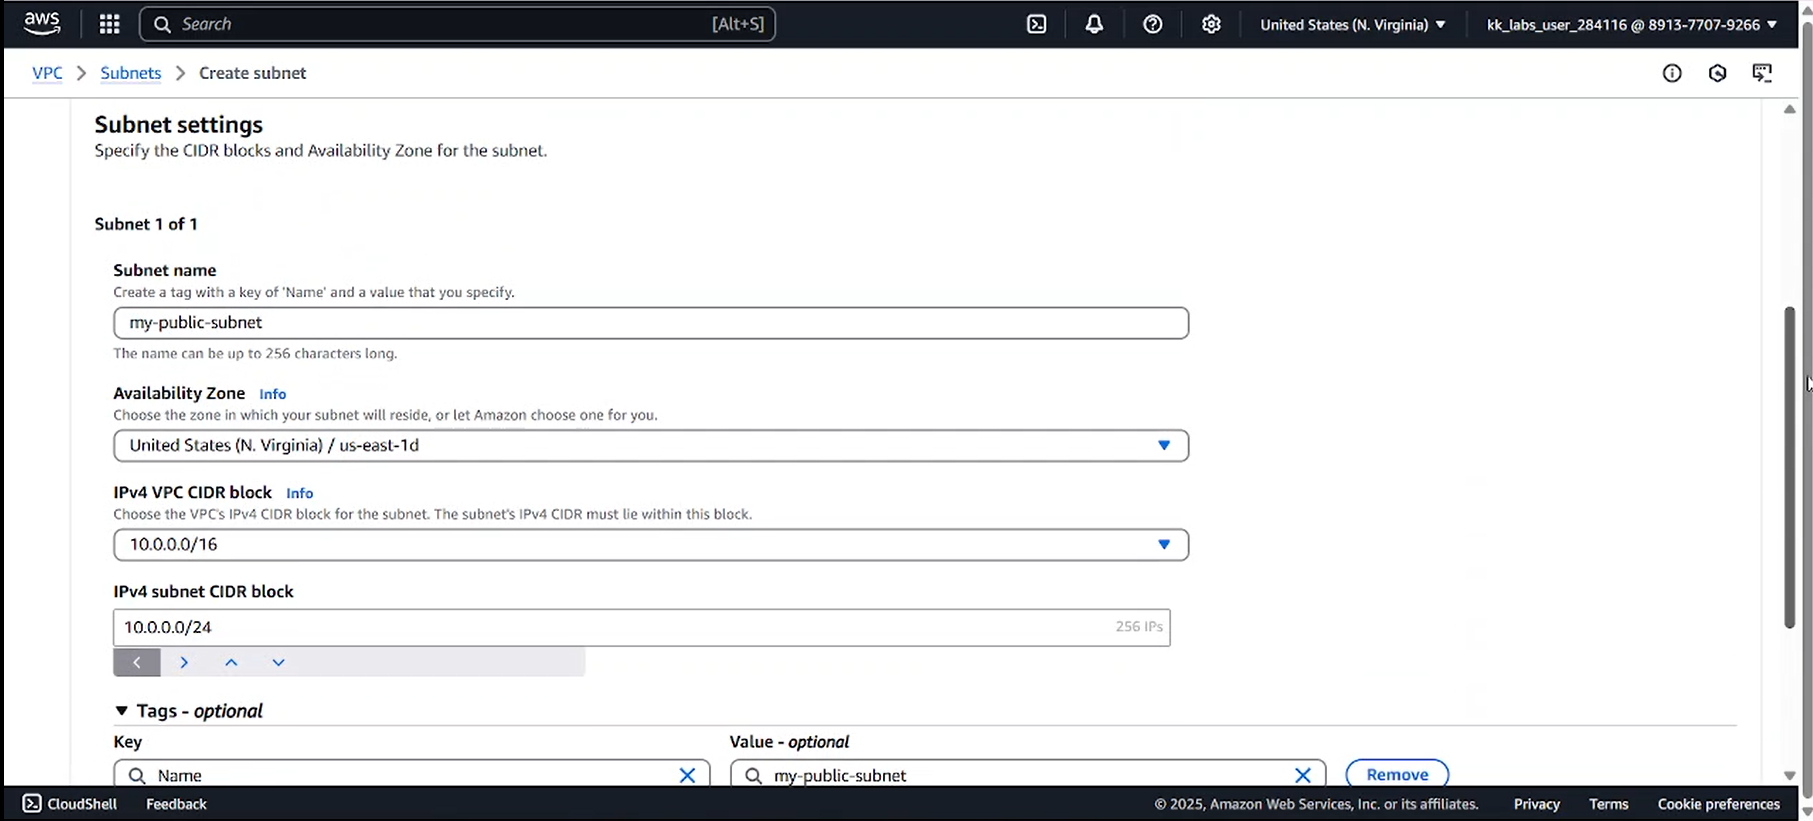 aws
Search [Alt+S]
United States (N. Virginia) kk_labs_user_284116 @ 8913-7707-9266
VPC > Subnets > Create subnet
Subnet settings
Specify the CIDR blocks and Availability Zone for the subnet.
Subnet 1 of 1
Subnet name
Create a tag with a key of 'Name' and a value that you specify.
my-public-subnet
The name can be up to 256 characters long.
Availability Zone Info
Choose the zone in which your subnet will reside, or let Amazon choose one for you.
United States (N. Virginia) / us-east-1d
IPv4 VPC CIDR block Info
Choose the VPC's IPv4 CIDR block for the subnet. The subnet's IPv4 CIDR must lie within this block.
10.0.0.0/16
IPv4 subnet CIDR block
10.0.0.0/24 256 IPs
Tags - optional
Key Value - optional
Name my-public-subnet Remove
CloudShell Feedback © 2025, Amazon Web Services, Inc. or its affiliates. Privacy Terms Cookie preferences